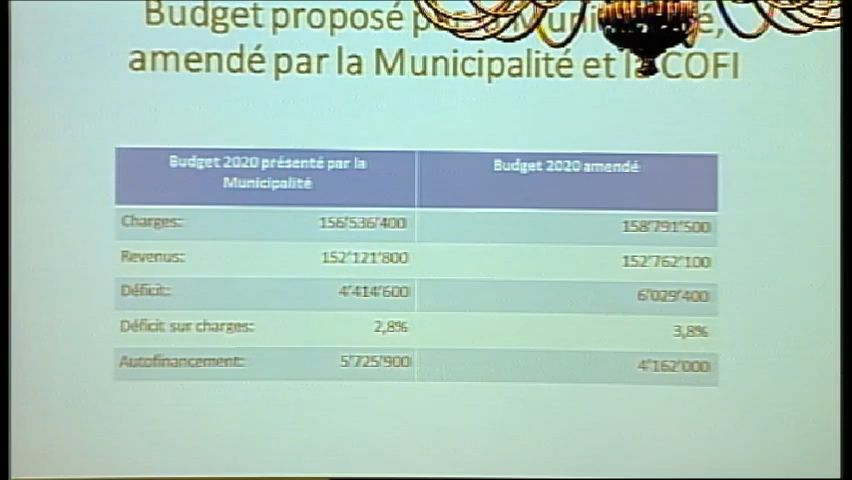 Budget proposé par la Municipalité,
amendé par la Municipalité et la COFI
Budget 2020 présenté par la
Municipalité
Budget 2020 amendé
Charges: 156'536'400 158'791'500
Revenus: 152'121'800 152'762'100
Déficit: 4'414'600 6'029'400
Déficit sur charges: 2,8% 3,8%
Autofinancement: 5'725'900 4'162'000